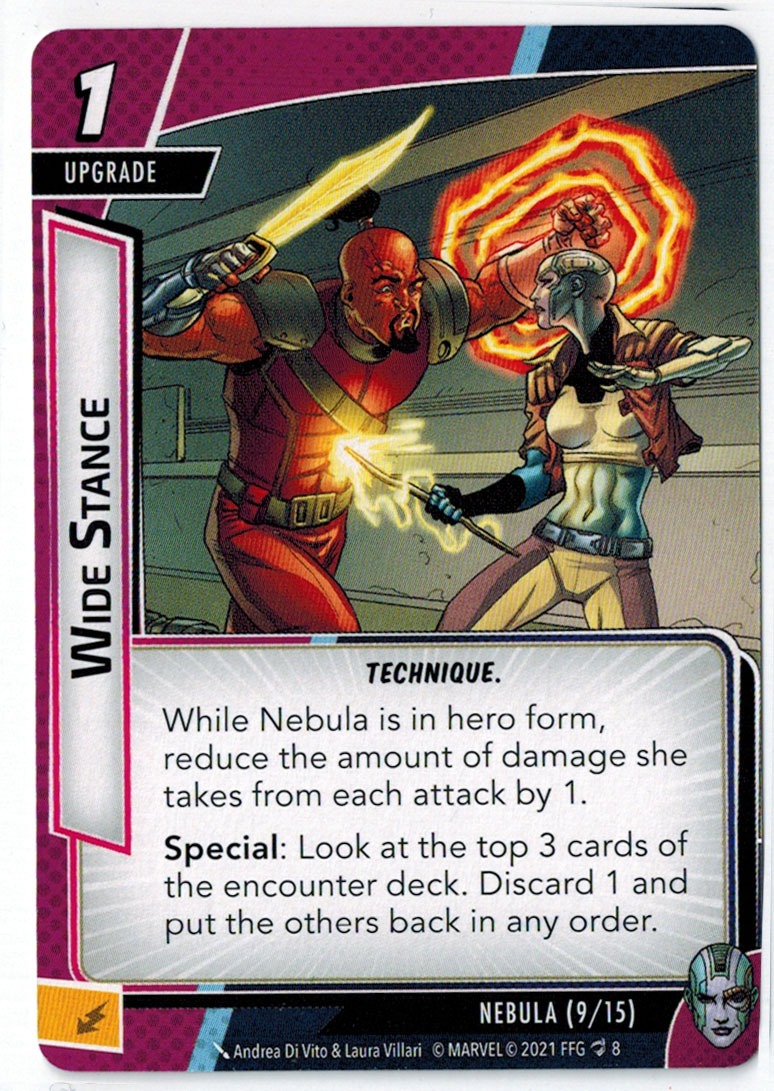 1
UPGRADE
WIDE STANCE
TECHNIQUE.
While Nebula is in hero form,
reduce the amount of damage she
takes from each attack by 1.
Special: Look at the top 3 cards of
the encounter deck. Discard 1 and
put the others back in any order.
NEBULA (9/15)
Andrea Di Vito & Laura Villari © MARVEL © 2021 FFG 8